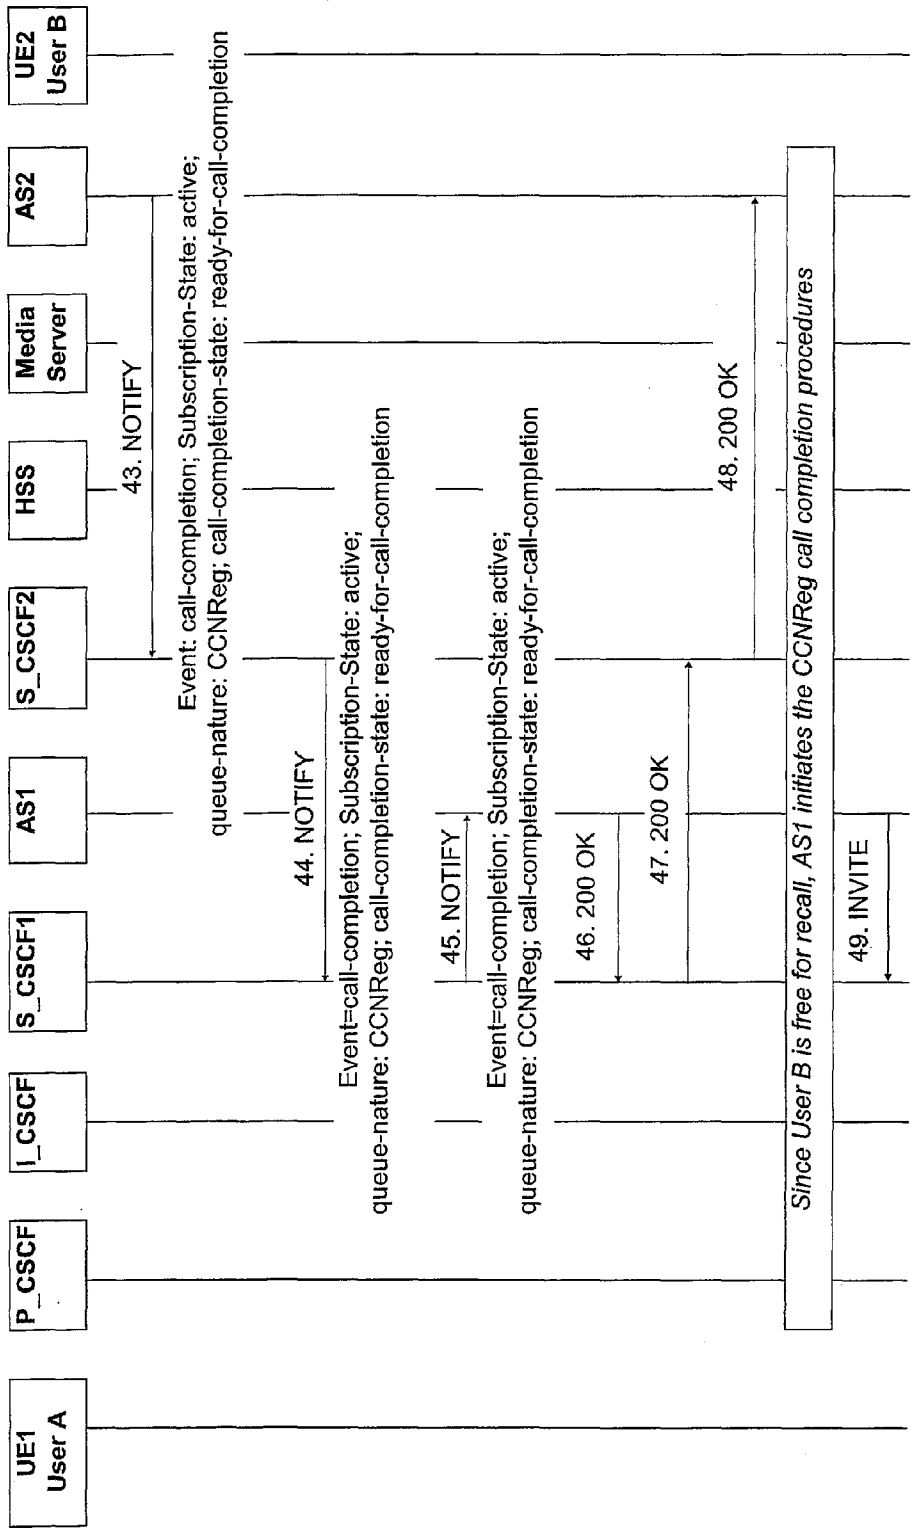 UE1
User A
P_CSCF
I_CSCF
S_CSCF1
AS1
S_CSCF2
HSS
Media
Server
AS2
UE2
User B
43. NOTIFY
Event: call-completion; Subscription-State: active;
queue-nature: CCNReg; call-completion-state: ready-for-call-completion
44. NOTIFY
Event=call-completion; Subscription-State: active;
queue-nature: CCNReg; call-completion-state: ready-for-call-completion
45. NOTIFY
Event=call-completion; Subscription-State: active;
queue-nature: CCNReg; call-completion-state: ready-for-call-completion
46. 200 OK
47. 200 OK
48. 200 OK
Since User B is free for recall, AS1 initiates the CCNReg call completion procedures
49. INVITE